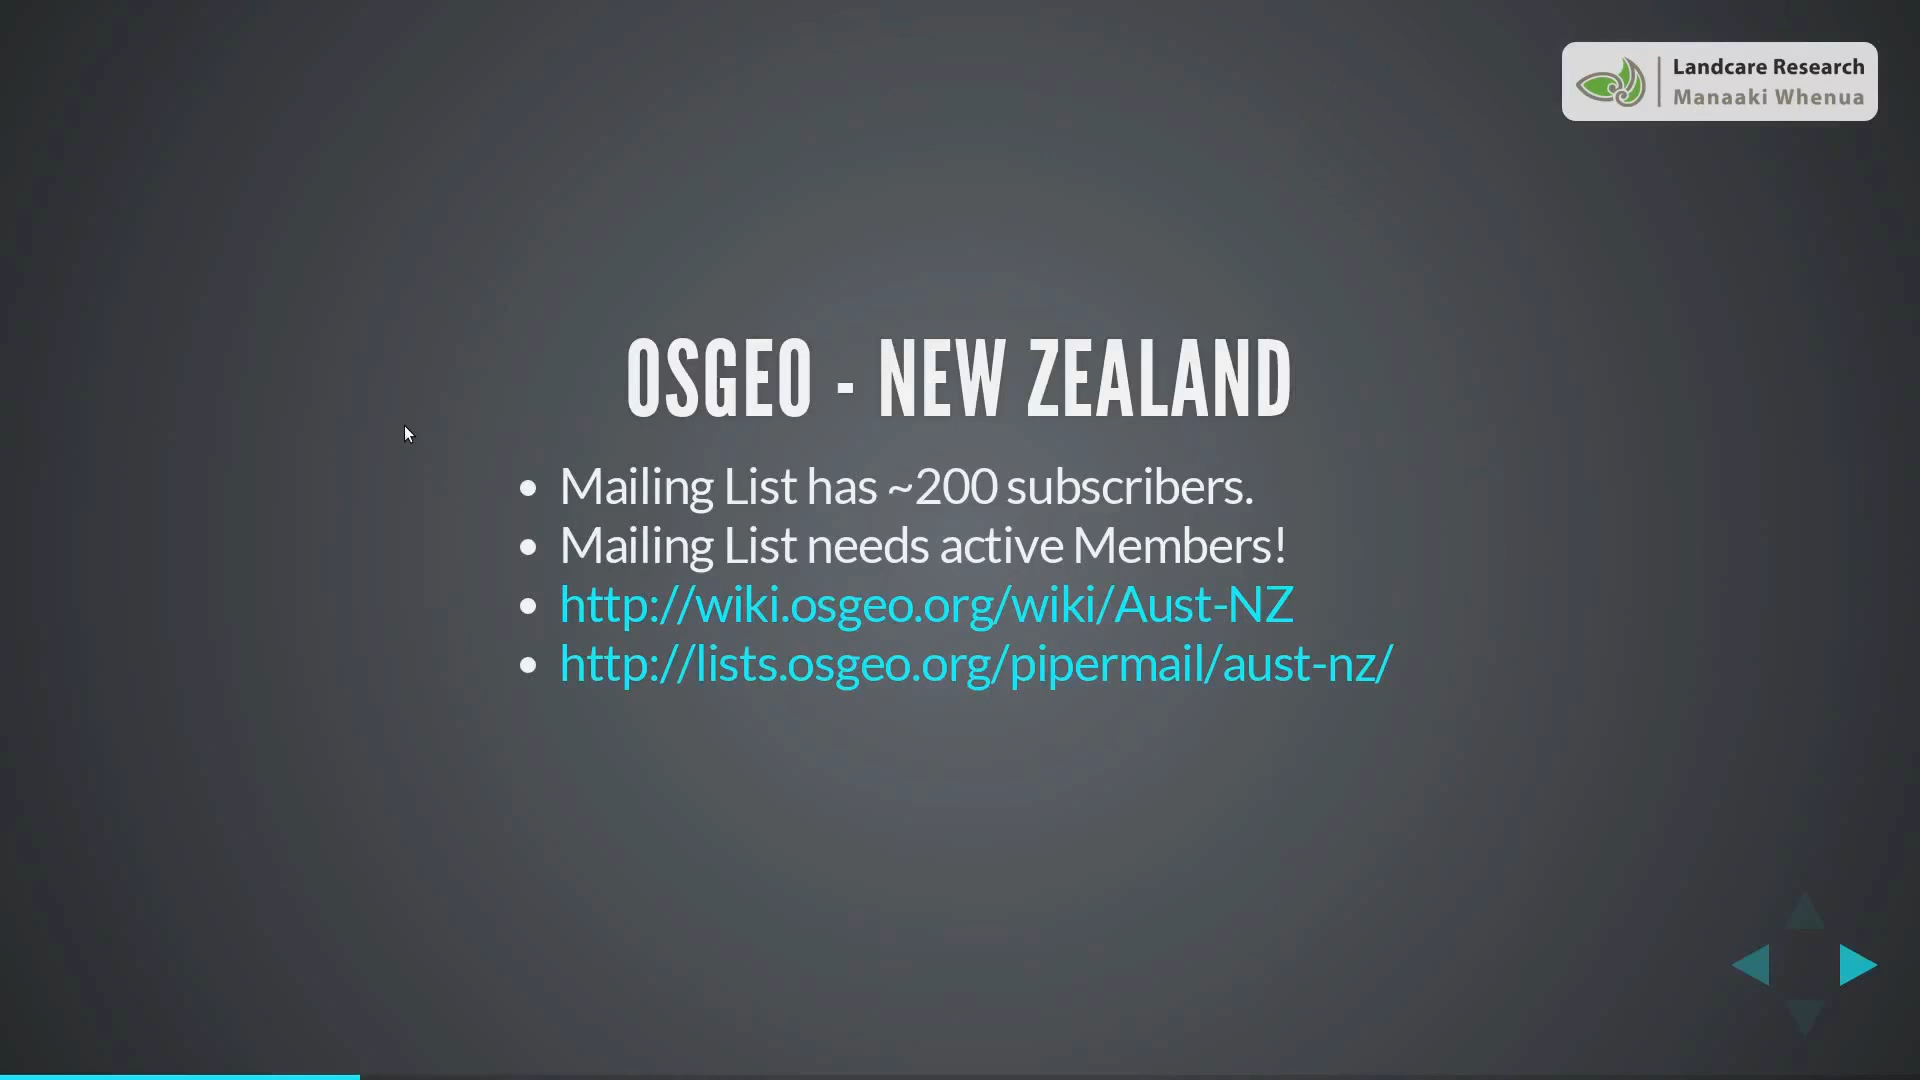 Landcare Research
Manaaki Whenua
OSGEO - NEW ZEALAND
Mailing List has ~200 subscribers.
Mailing List needs active Members!
http://wiki.osgeo.org/wiki/Aust-NZ
http://lists.osgeo.org/pipermail/aust-nz/